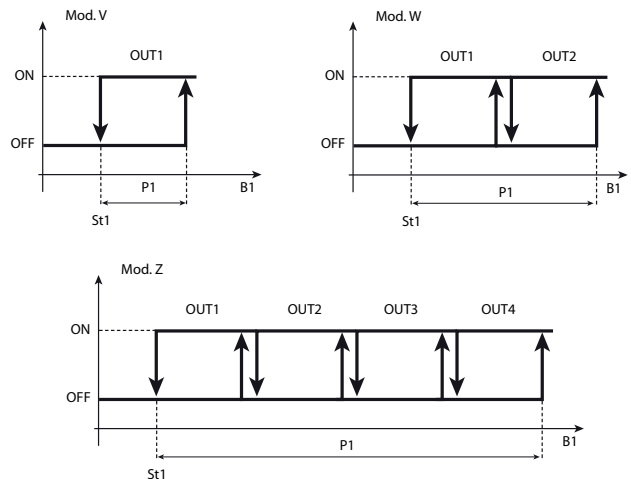 Mod. V
OUT1
ON
OFF
P1
B1
St1
Mod. W
OUT1 OUT2
ON
OFF
P1
B1
St1
Mod. Z
OUT1 OUT2 OUT3 OUT4
ON
OFF
P1
B1
St1